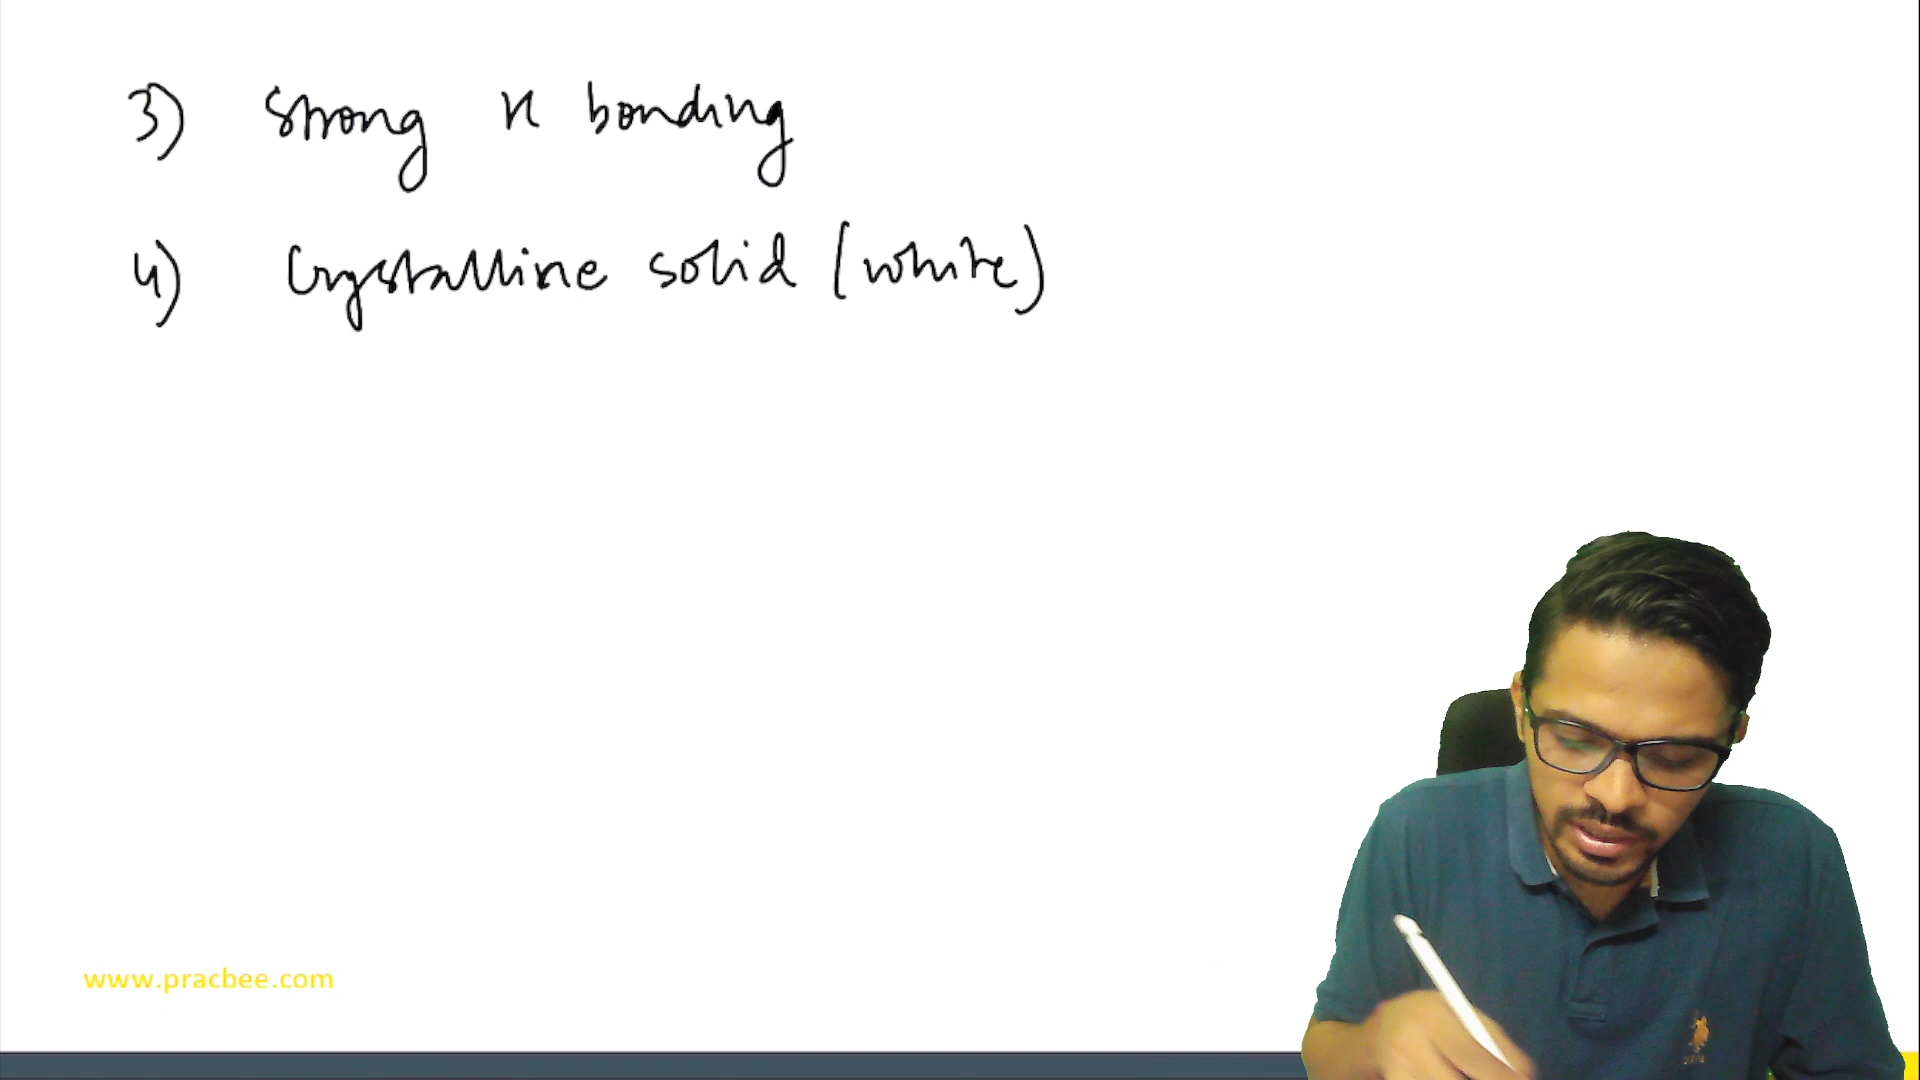 3) Strong H bonding
4) Crystalline solid (white)
www.pracbee.com